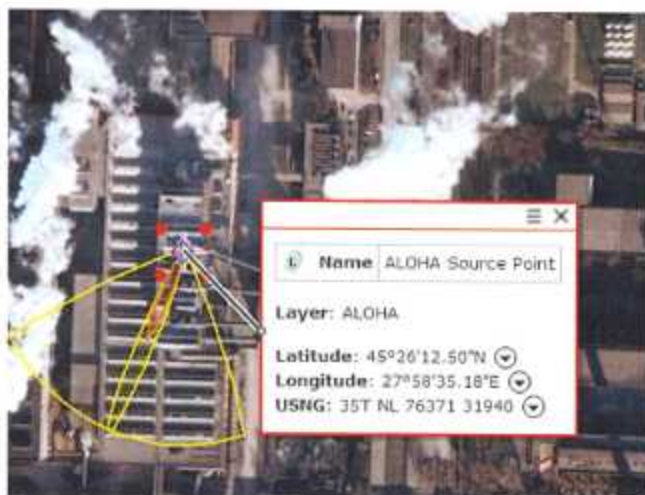 Name ALOHA Source Point
Layer: ALOHA
Latitude: 45°26'12.50"N
Longitude: 27°58'35.18"E
USNG: 35T NL 76371 31940